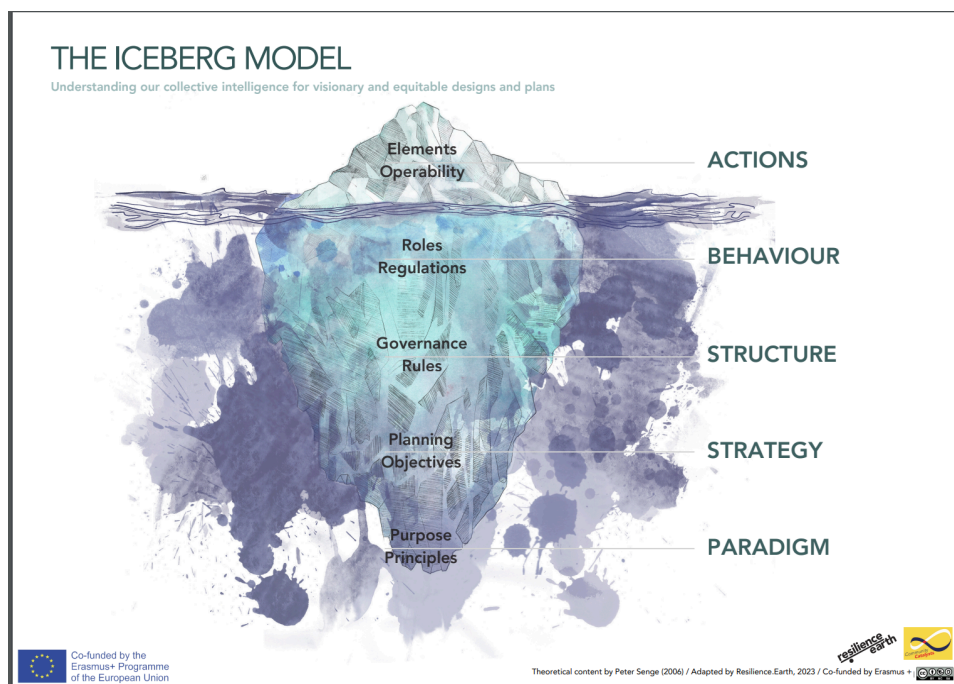 THE ICEBERG MODEL
Understanding our collective intelligence for visionary and equitable designs and plans
Elements
Operability
ACTIONS
Roles
Regulations
BEHAVIOUR
Governance
Rules
STRUCTURE
Planning
Objectives
STRATEGY
Purpose
Principles
PARADIGM
Co-funded by the
Erasmus+ Programme
of the European Union
resilience
earth
Community
Catalysts
Theoretical content by Peter Senge (2006) / Adapted by Resilience.Earth, 2023 / Co-funded by Erasmus +